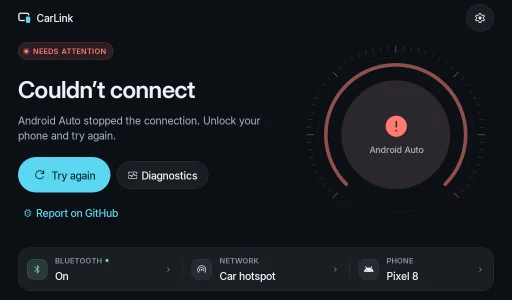 CarLink
NEEDS ATTENTION
Couldn’t connect
Android Auto stopped the connection. Unlock your
phone and try again.
Try again
Diagnostics
Report on GitHub
Android Auto
BLUETOOTH
On
NETWORK
Car hotspot
PHONE
Pixel 8